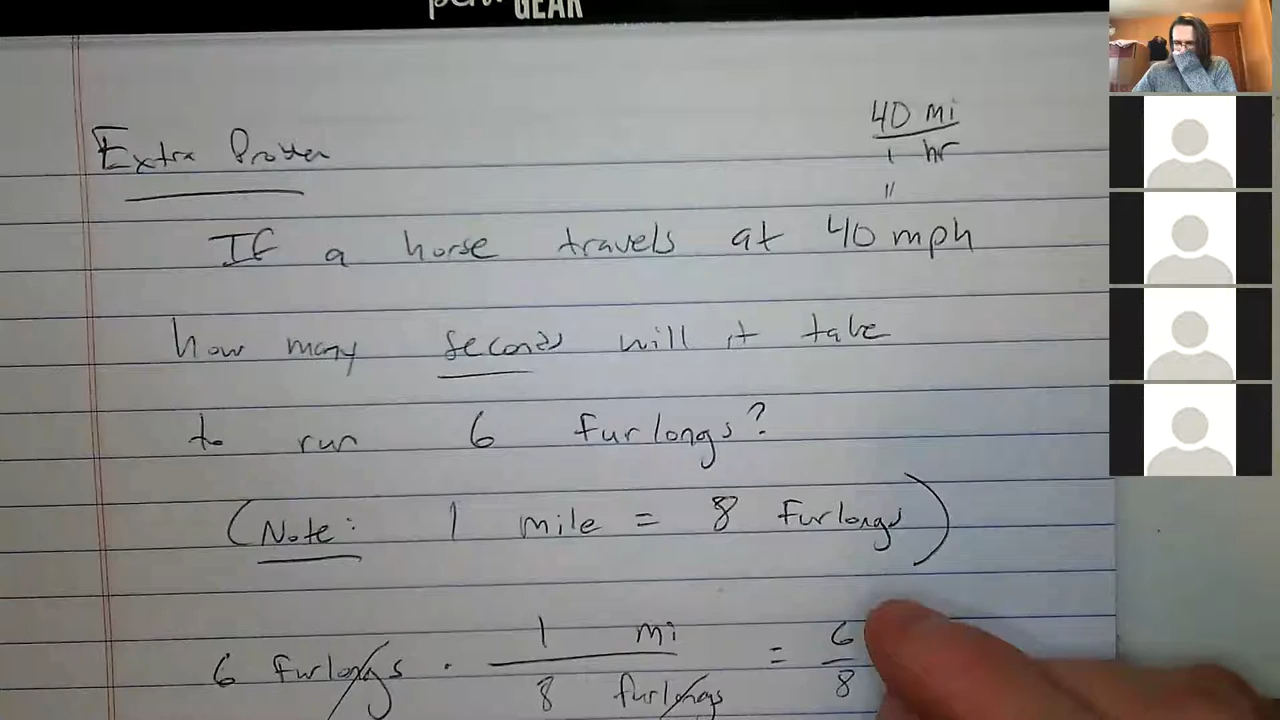 GEAR
Extra
40 mi
1 hr
"
If a horse travels at 40 mph
how many seconds will it take
to run 6 furlongs?
(Note: 1 mile = 8 furlongs)
6 furlongs · 1 mi = 6
8 furlongs 8